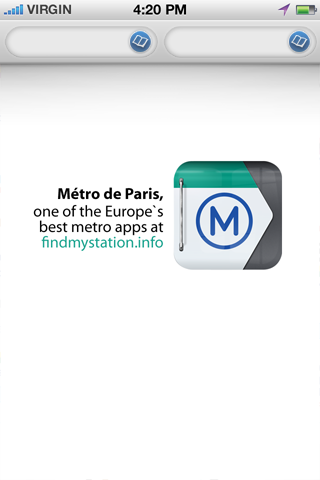 VIRGIN 4:20 PM
Métro de Paris,
one of the Europe`s
best metro apps at
findmystation.info
M